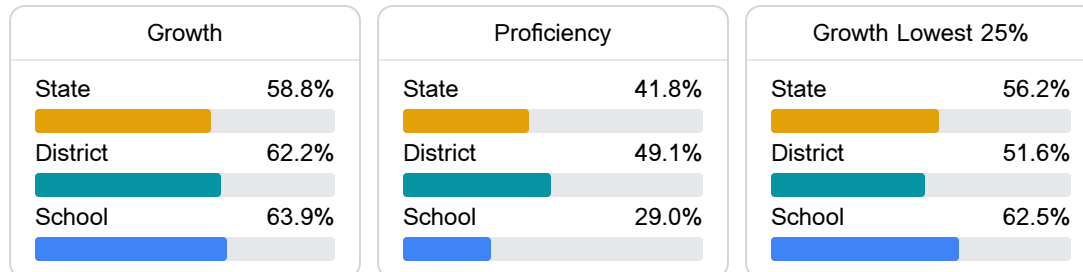 Growth
State 58.8%
District 62.2%
School 63.9%
Proficiency
State 41.8%
District 49.1%
School 29.0%
Growth Lowest 25%
State 56.2%
District 51.6%
School 62.5%